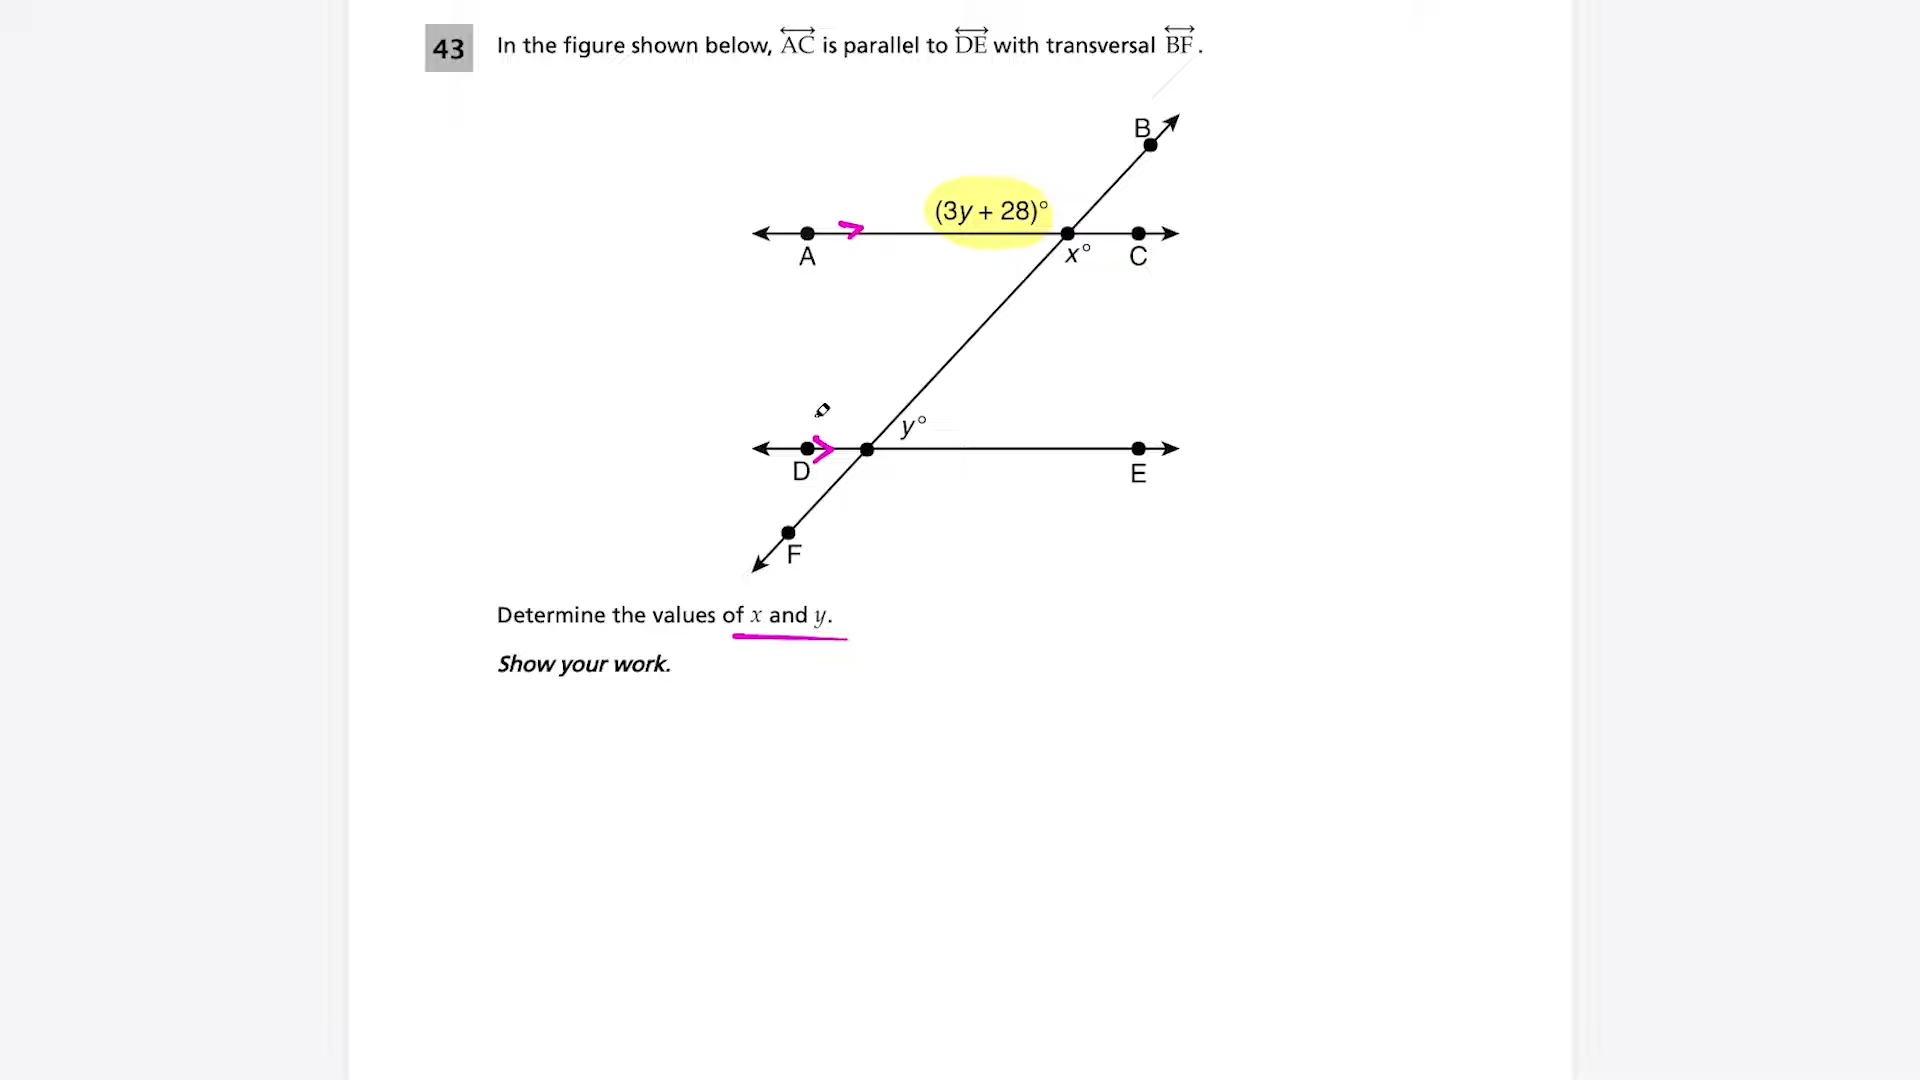 43 In the figure shown below, AC is parallel to DE with transversal BF.
B
(3y + 28)°
A x° C
y°
D E
F
Determine the values of x and y.
Show your work.